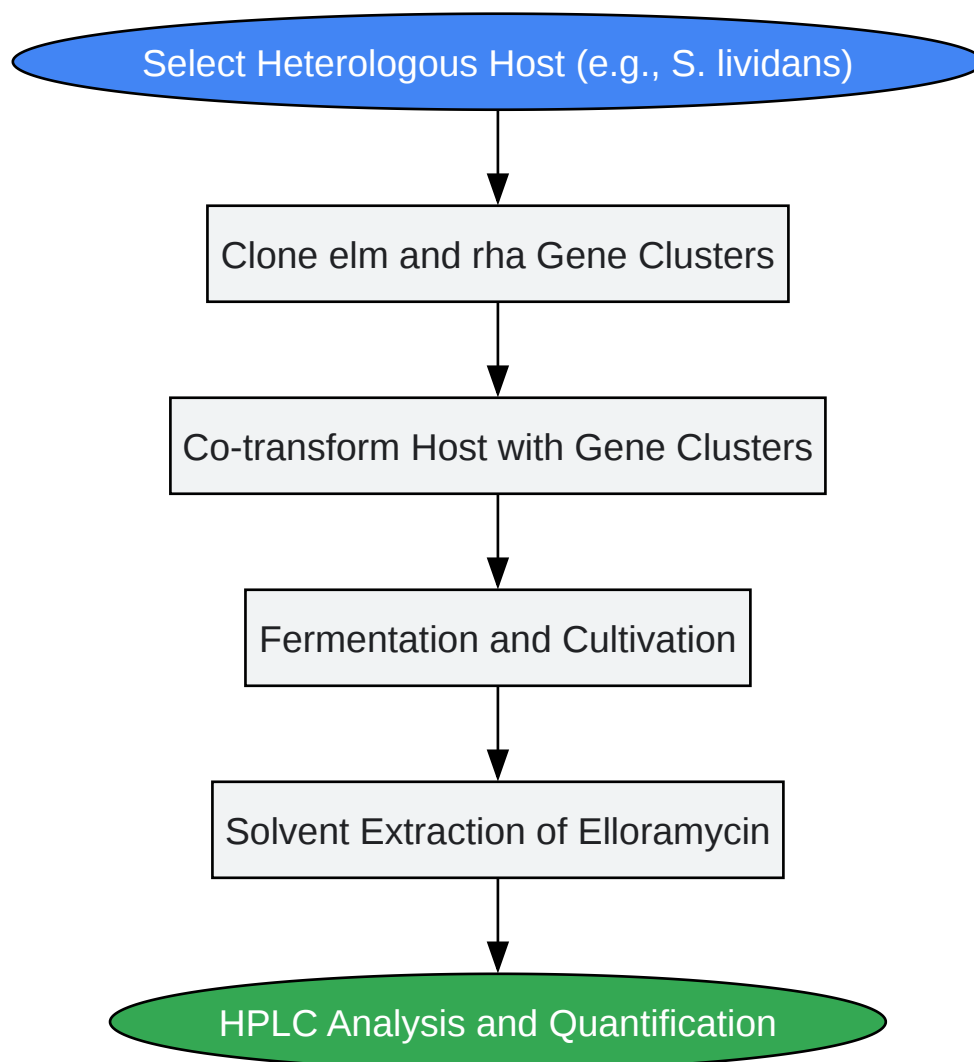 Select Heterologous Host (e.g., S. lividans)
Clone elm and rha Gene Clusters
Co-transform Host with Gene Clusters
Fermentation and Cultivation
Solvent Extraction of Elloramycin
HPLC Analysis and Quantification